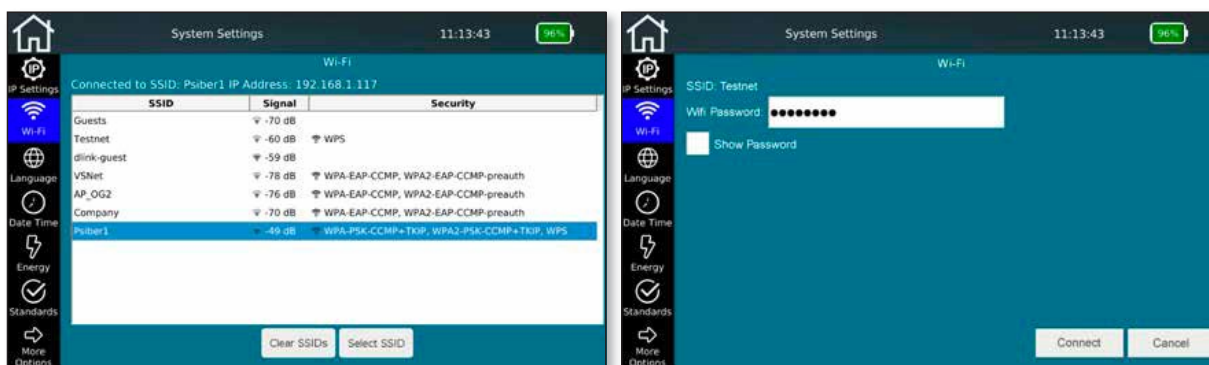 System Settings 11:13:43 96%
Wi-Fi
Connected to SSID: Psiber1 IP Address: 192.168.1.117
SSID Signal Security
Guests -70 dB
Testnet -60 dB WPS
dlink-guest -59 dB
VSNet -78 dB WPA-EAP-CCMP, WPA2-EAP-CCMP-preauth
AP_OG2 -76 dB WPA-EAP-CCMP, WPA2-EAP-CCMP-preauth
Company -70 dB WPA-EAP-CCMP, WPA2-EAP-CCMP-preauth
Psiber1 -49 dB WPA-PSK-CCMP+TKIP, WPA2-PSK-CCMP+TKIP, WPS
Clear SSIDs Select SSID
IP
IP Settings
Wi-Fi
Language
Date Time
Energy
Standards
More
Options
System Settings 11:13:43 96%
Wi-Fi
SSID: Testnet
Wifi Password: ●●●●●●●●
Show Password
Connect Cancel
IP
IP Settings
Wi-Fi
Language
Date Time
Energy
Standards
More
Options